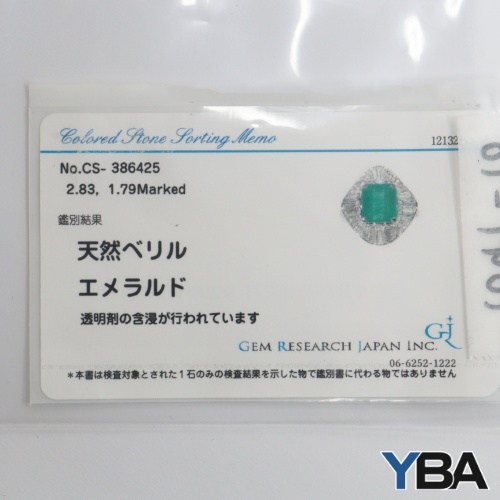 Colored Stone Sorting Memo
12132
No.CS- 386425
2.83, 1.79Marked
鑑別結果
天然ベリル
エメラルド
透明剤の含浸が行われています
GJ
GEM RESEARCH JAPAN INC.
06-6252-1222
*本書は検査対象とされた1石のみの検査結果を示した物で鑑別書に代わる物ではありません
YBA